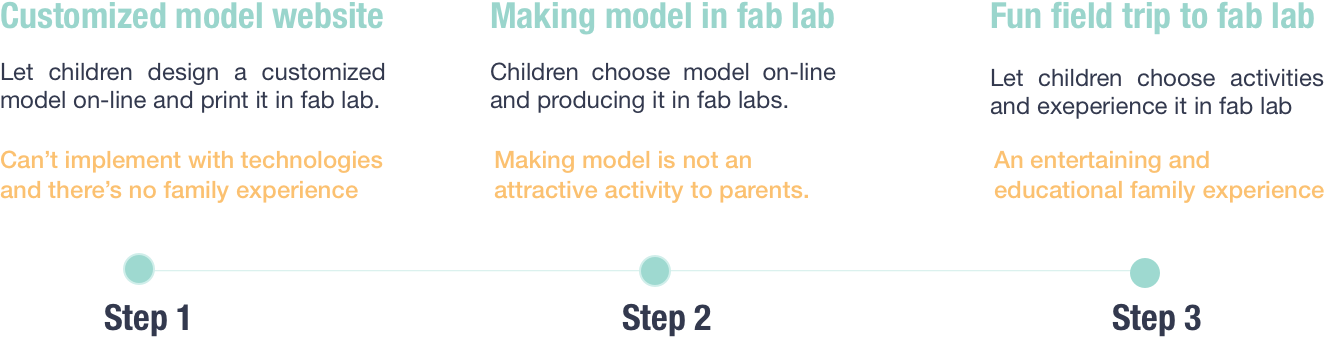 Customized model website
Let children design a customized
model on-line and print it in fab lab.
Can't implement with technologies
and there's no family experience
Making model in fab lab
Children choose model on-line
and producing it in fab labs.
Making model is not an
attractive activity to parents.
Fun field trip to fab lab
Let children choose activities
and exeperience it in fab lab
An entertaining and
educational family experience
Step 1
Step 2
Step 3